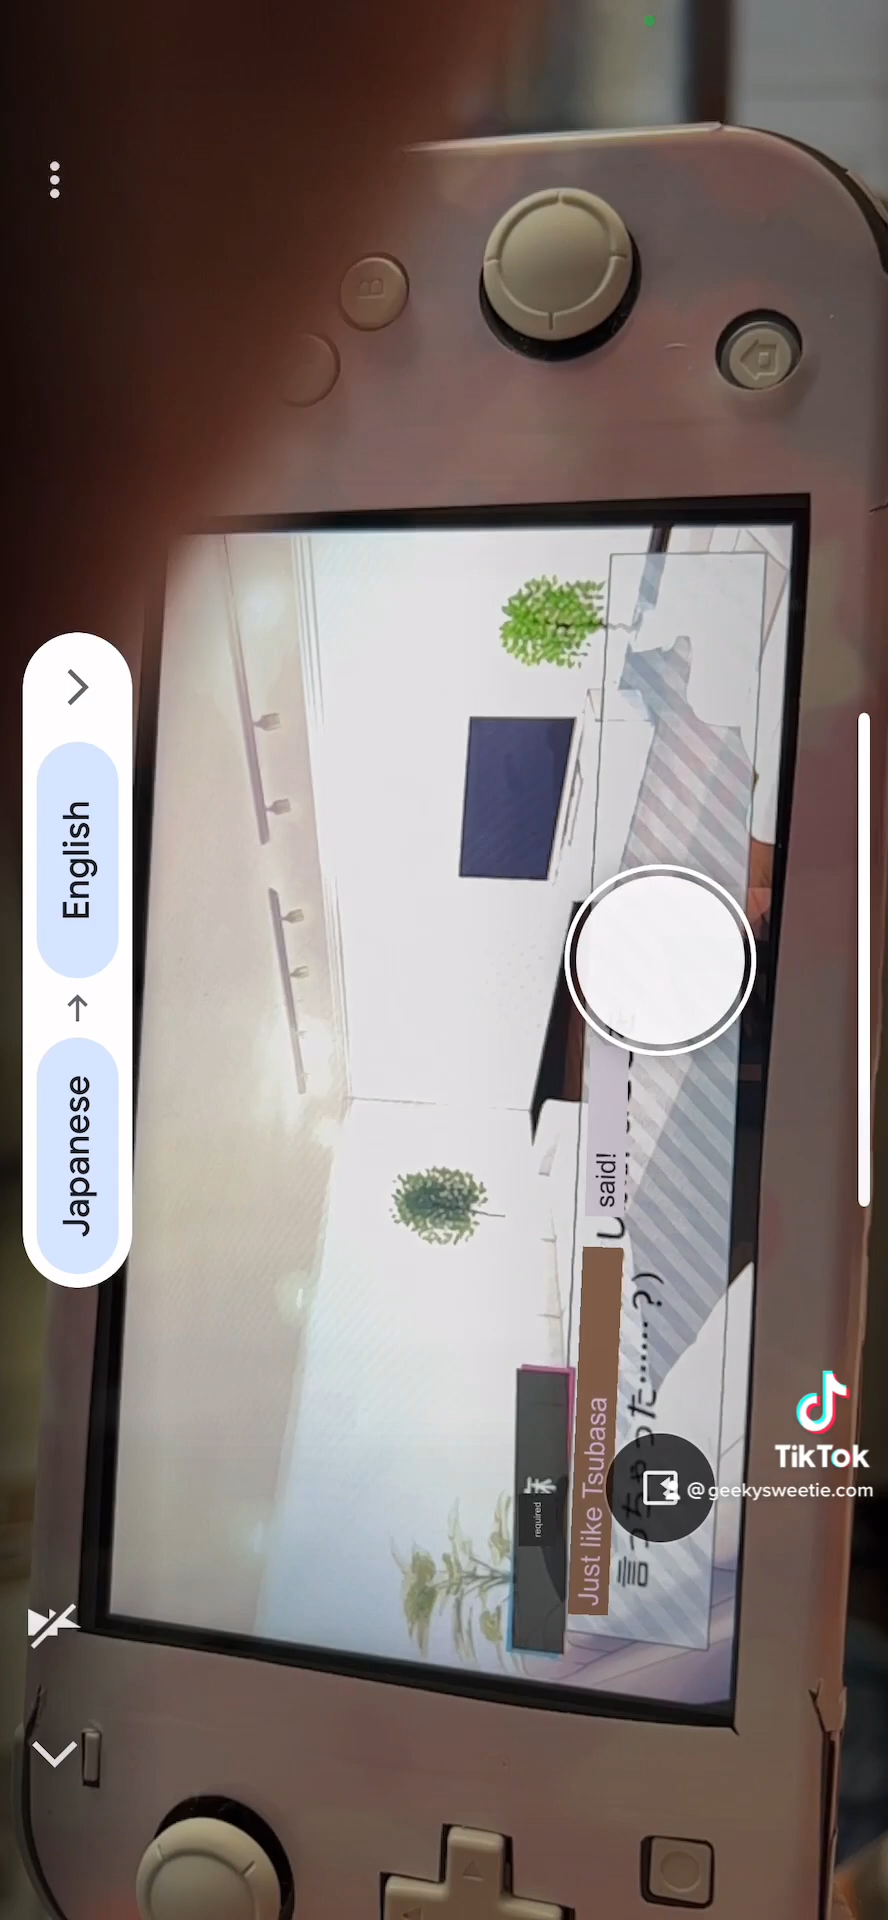 Japanese → English
required
Just like Tsubasa
said!
言っちゃった……?)
B
TikTok
@geekysweetie.com